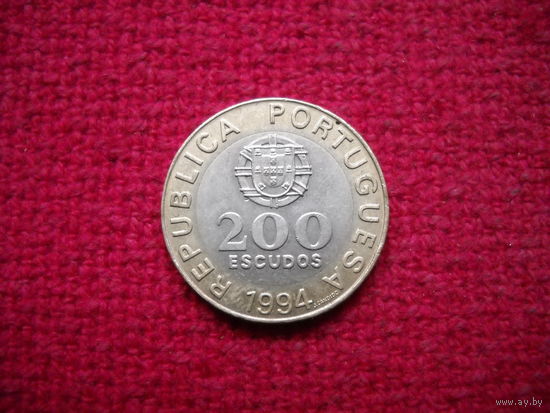 REPUBLICA PORTUGUESA
200
ESCUDOS
1994
www.ay.by